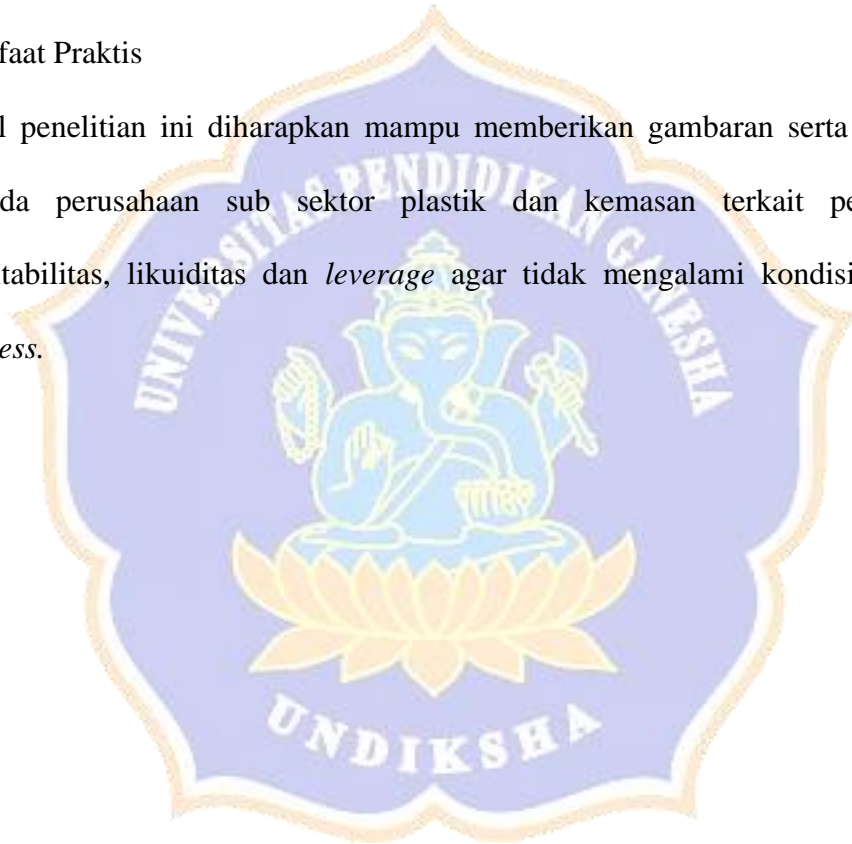 faat Praktis
l penelitian ini diharapkan mampu memberikan gambaran serta
da perusahaan sub sektor plastik dan kemasan terkait pe
tabilitas, likuiditas dan leverage agar tidak mengalami kondisi
ess.
UNIVERSITAS PENDIDIKAN GANESHA
UNDIKSHA